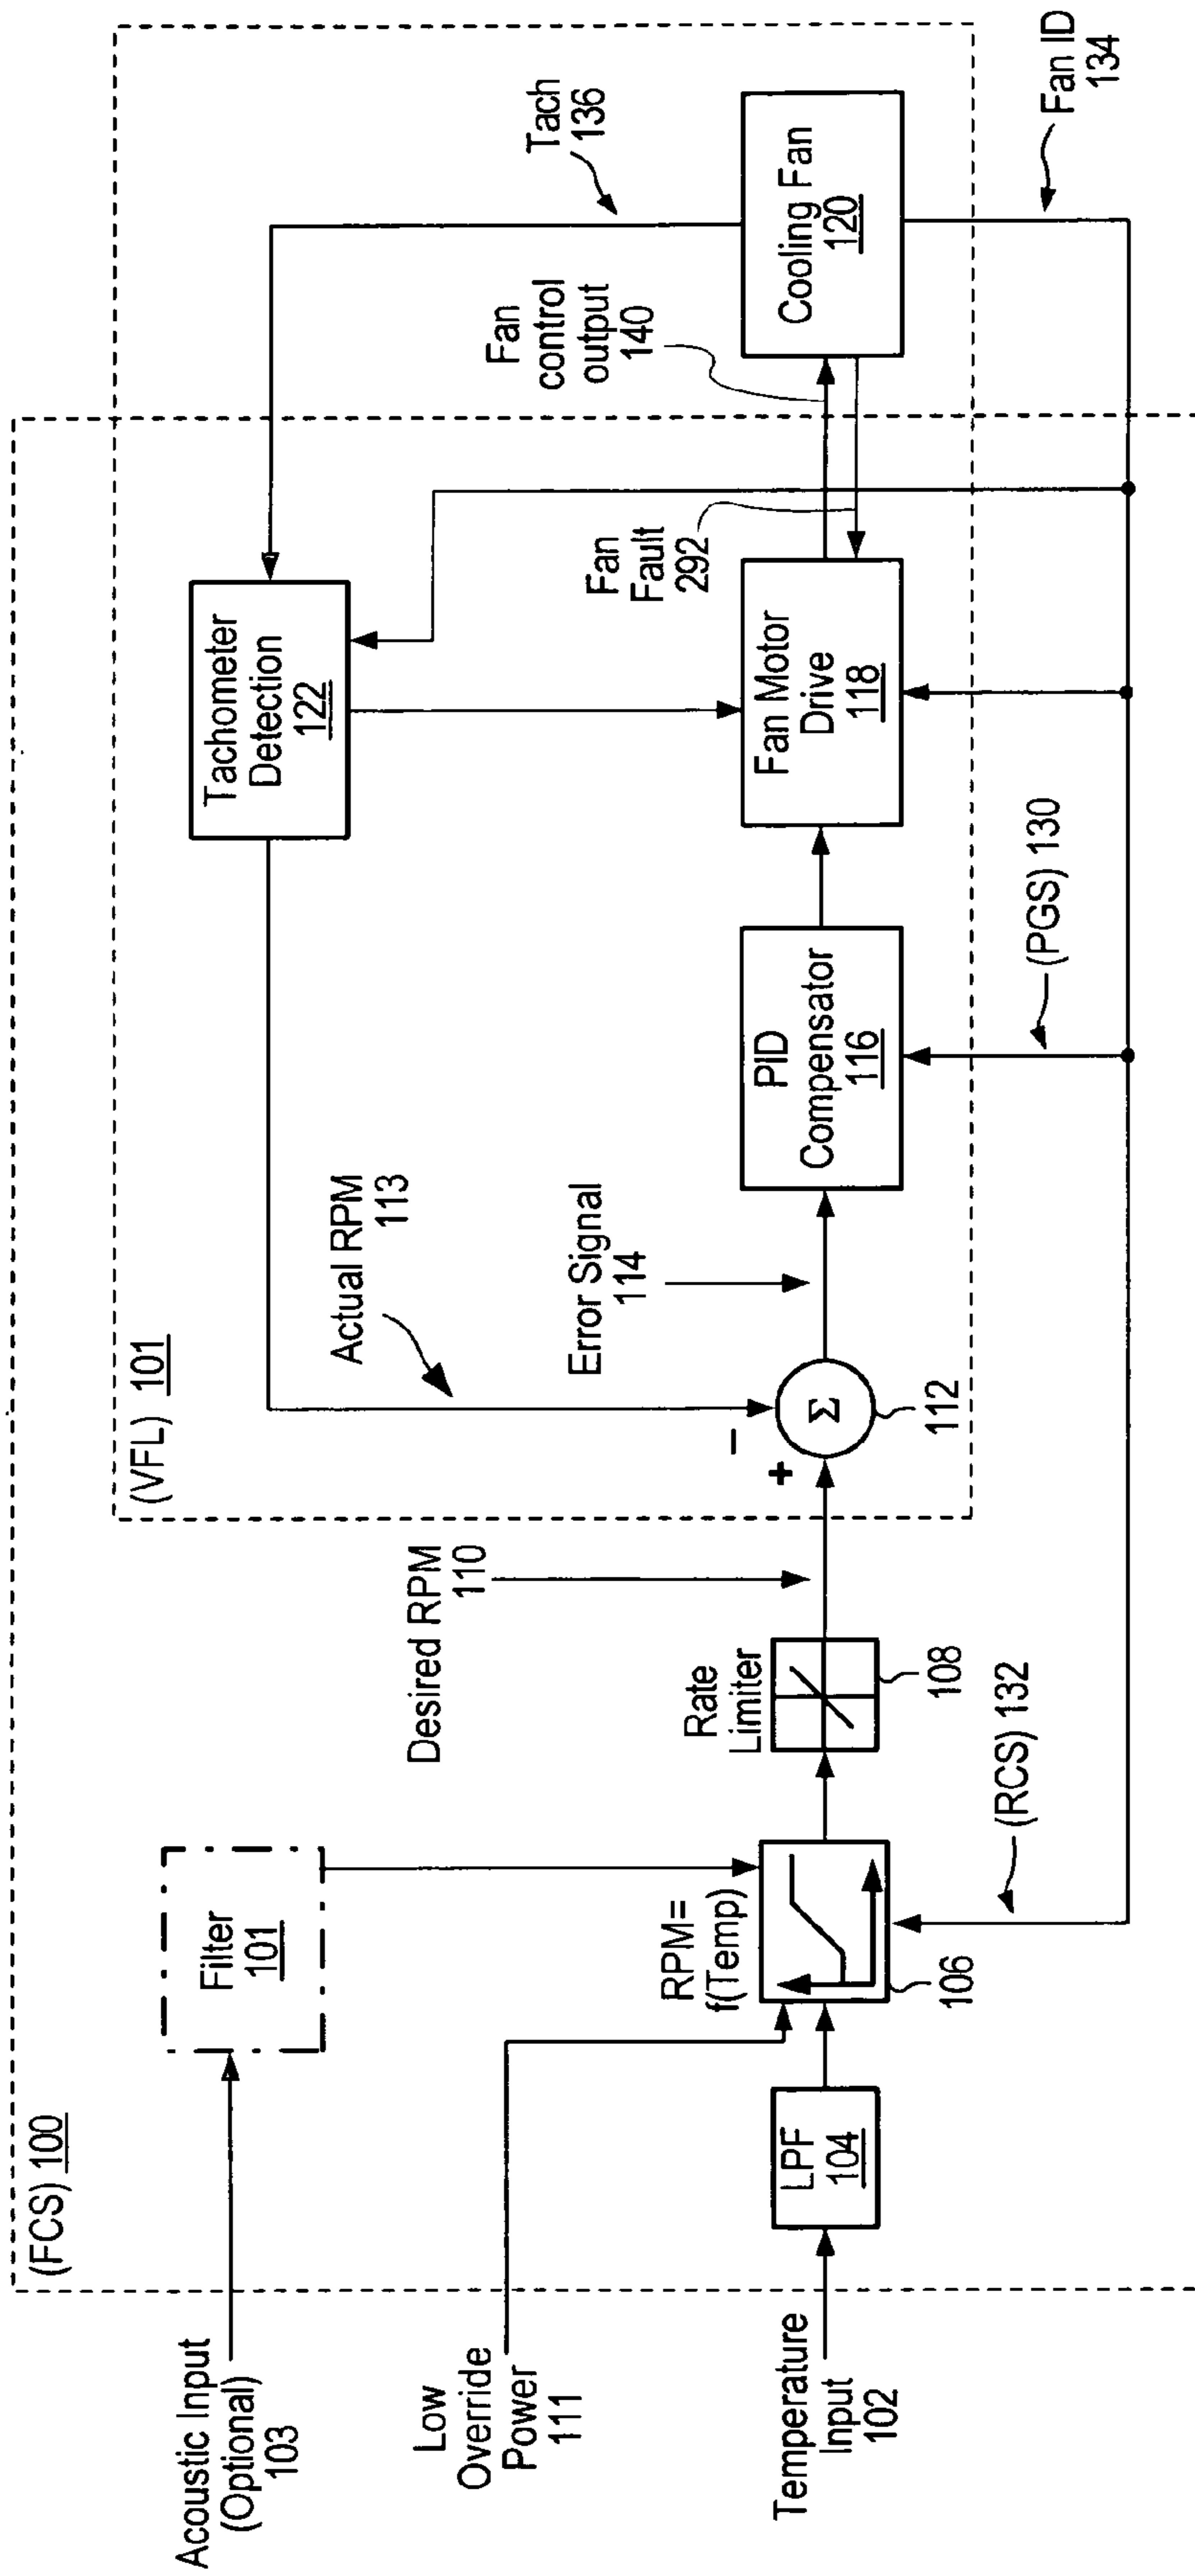 (FCS) 100
Acoustic Input
(Optional)
103
Filter
101
Low
Override
Power
111
Temperature
Input
102
LPF
104
RPM=
f(Temp)
106
Rate
Limiter
108
(RCS) 132
Desired RPM
110
(VFL) 101
Actual RPM
113
Error Signal
114
−
+
Σ
112
PID
Compensator
116
(PGS) 130
Tachometer
Detection
122
Fan Motor
Drive
118
Fan
Fault
292
Fan
control
output
140
Tach
136
Cooling Fan
120
Fan ID
134